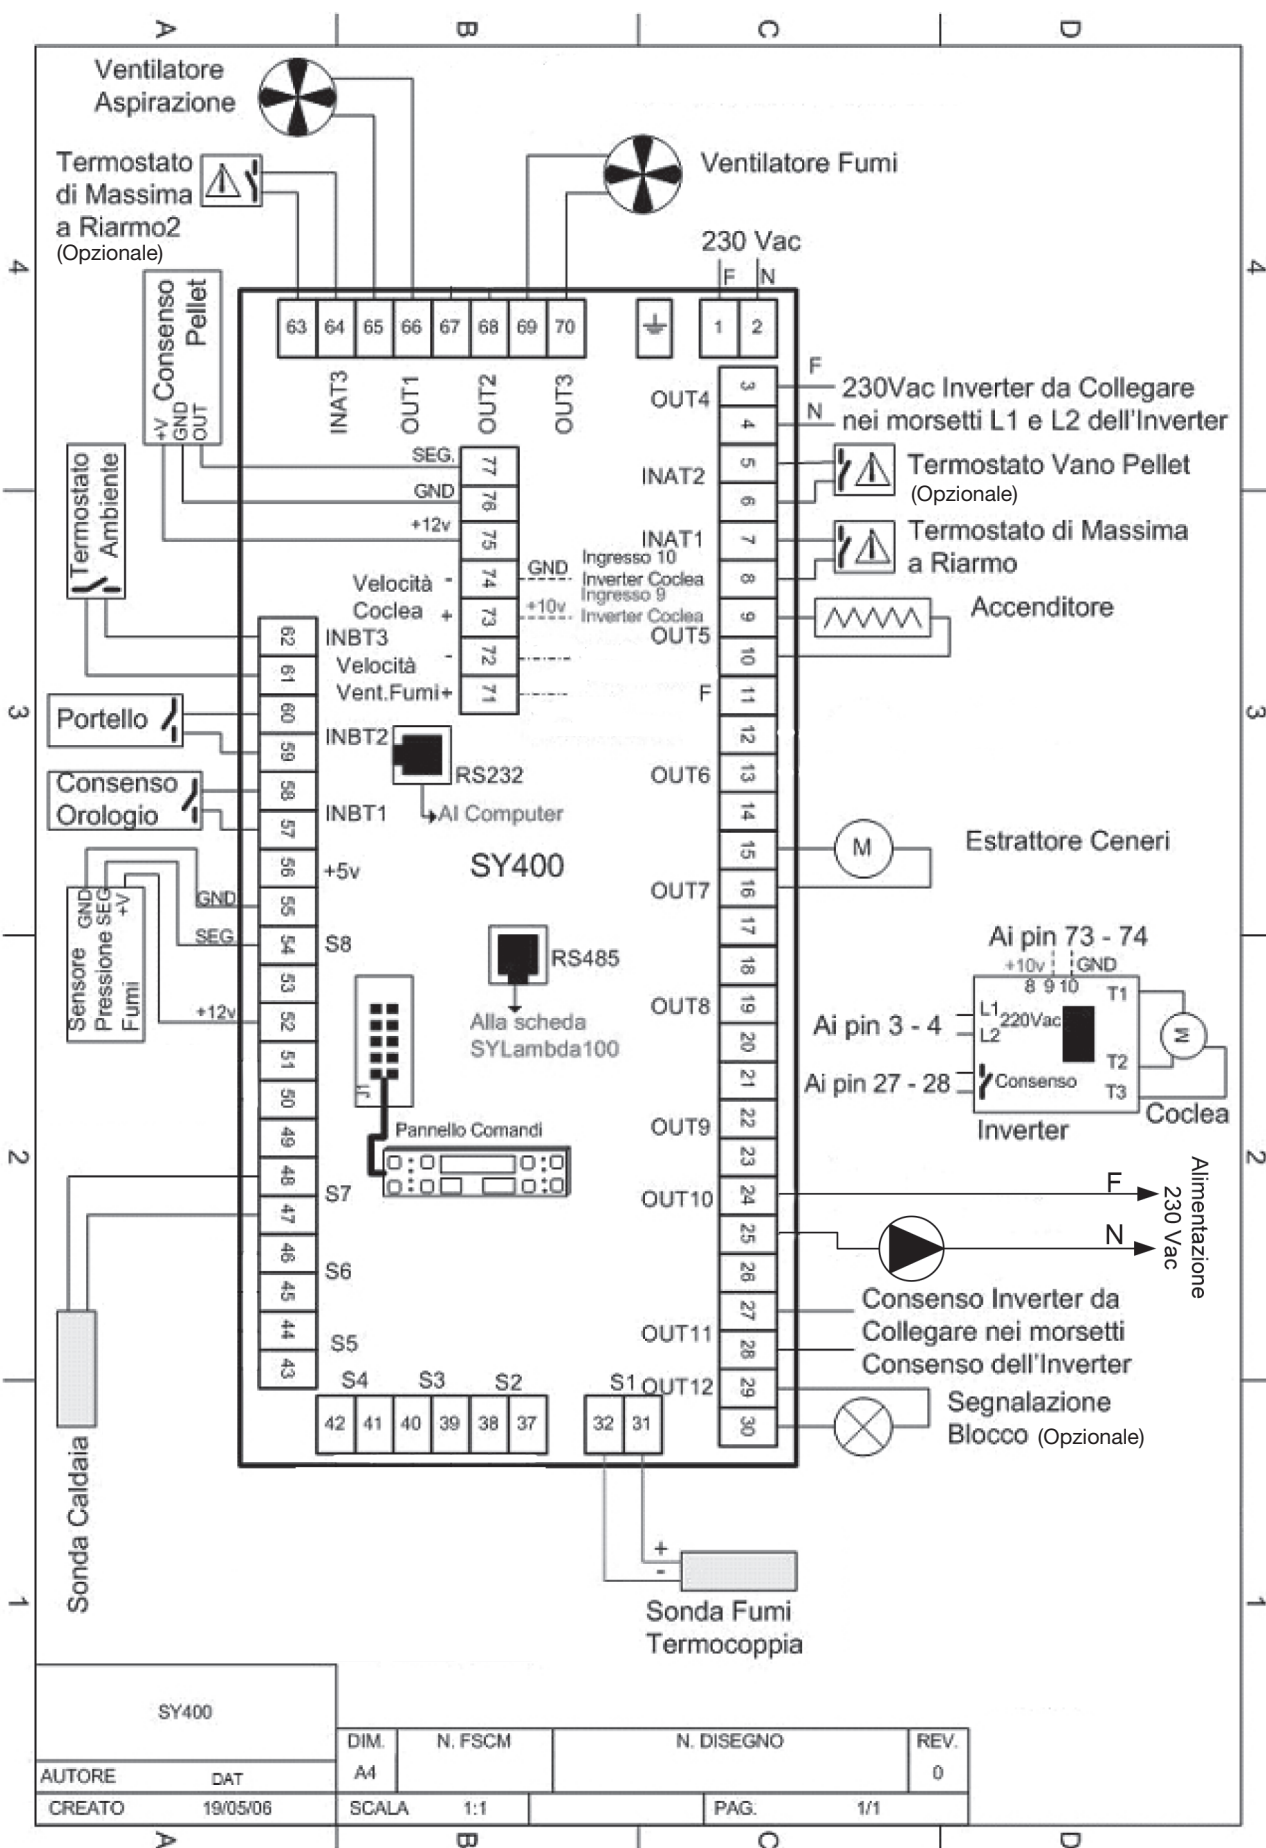 A
B
C
D
Ventilatore
Aspirazione
Termostato
di Massima
a Riarmo2
(Opzionale)
Ventilatore Fumi
230 Vac
F N
4
4
Consenso
Pellet
+V
GND
OUT
63 64 65 66 67 68 69 70
1 2
INAT3
OUT1
OUT2
OUT3
OUT4
3
4
F
230Vac Inverter da Collegare
N
nei morsetti L1 e L2 dell'Inverter
INAT2
5
6
Termostato Vano Pellet
(Opzionale)
INAT1
7
8
Termostato di Massima
a Riarmo
OUT5
9
10
Accenditore
F
11
12
OUT6
13
14
15
M
Estrattore Ceneri
OUT7
16
17
18
OUT8
19
20
21
OUT9
22
23
OUT10
24
25
26
27
OUT11
28
OUT12
29
30
Termostato
Ambiente
SEG.
77
GND
76
+12v
75
Velocità
Coclea
-
+
74
73
GND
+10v
Ingresso 10
Inverter Coclea
Ingresso 9
Inverter Coclea
Velocità
Vent.Fumi
-
+
72
71
62
61
60
59
58
57
56
55
54
53
52
51
50
49
48
47
46
45
44
43
INBT3
INBT2
INBT1
+5v
S8
S7
S6
S5
3
3
Portello
Consenso
Orologio
RS232
Al Computer
SY400
Sensore
Pressione
Fumi
GND
SEG
+V
GND
SEG.
+12v
RS485
Alla scheda
SYLambda100
J1
Pannello Comandi
Ai pin 73 - 74
+10v GND
8 9 10
T1
L1
L2
220Vac
Ai pin 3 - 4
M
T2
T3
Ai pin 27 - 28
Consenso
Inverter
Coclea
2
2
F
N
Alimentazione
230 Vac
Consenso Inverter da
Collegare nei morsetti
Consenso dell'Inverter
Segnalazione
Blocco (Opzionale)
S4 S3 S2 S1
42 41 40 39 38 37
32 31
Sonda Caldaia
+
-
Sonda Fumi
Termocoppia
1
1
SY400
AUTORE DAT
CREATO 19/05/06
DIM.
A4
N. FSCM
N. DISEGNO
REV.
0
SCALA 1:1
PAG. 1/1
A
B
C
D